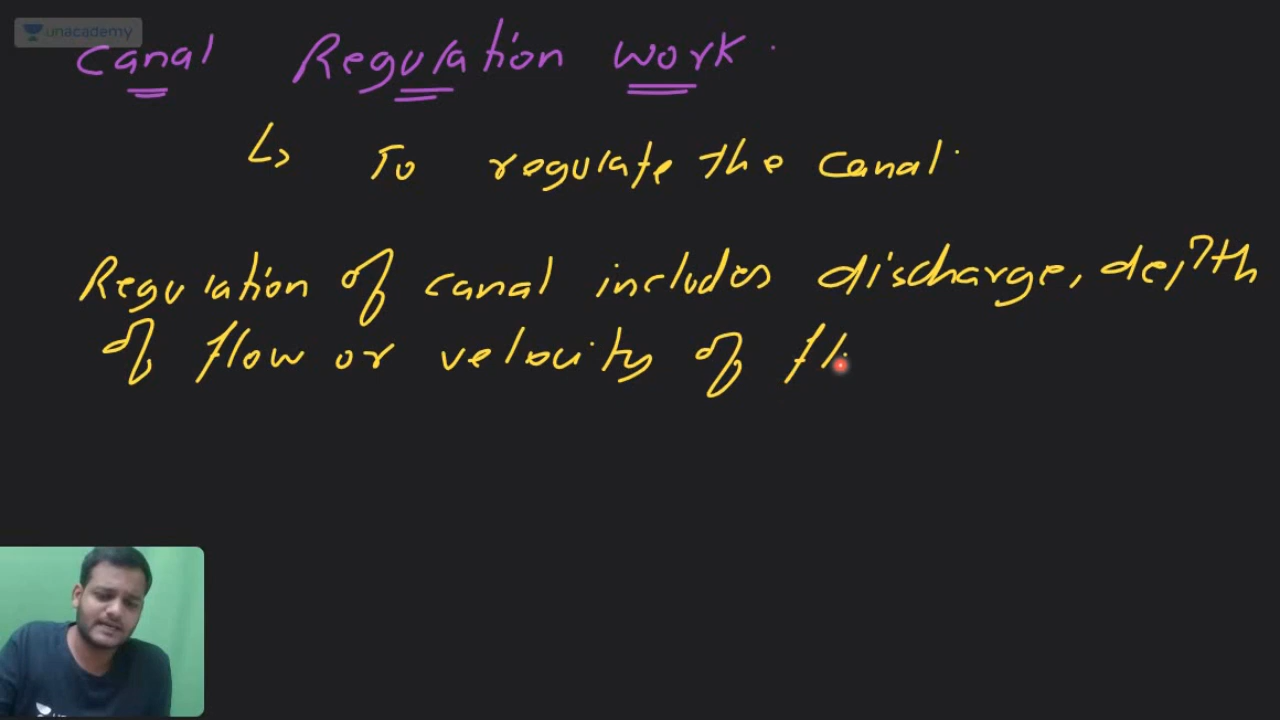 unacademy
Canal Regulation work.
↳ To regulate the canal.
Regulation of canal includes discharge, depth
of flow or velocity of fl